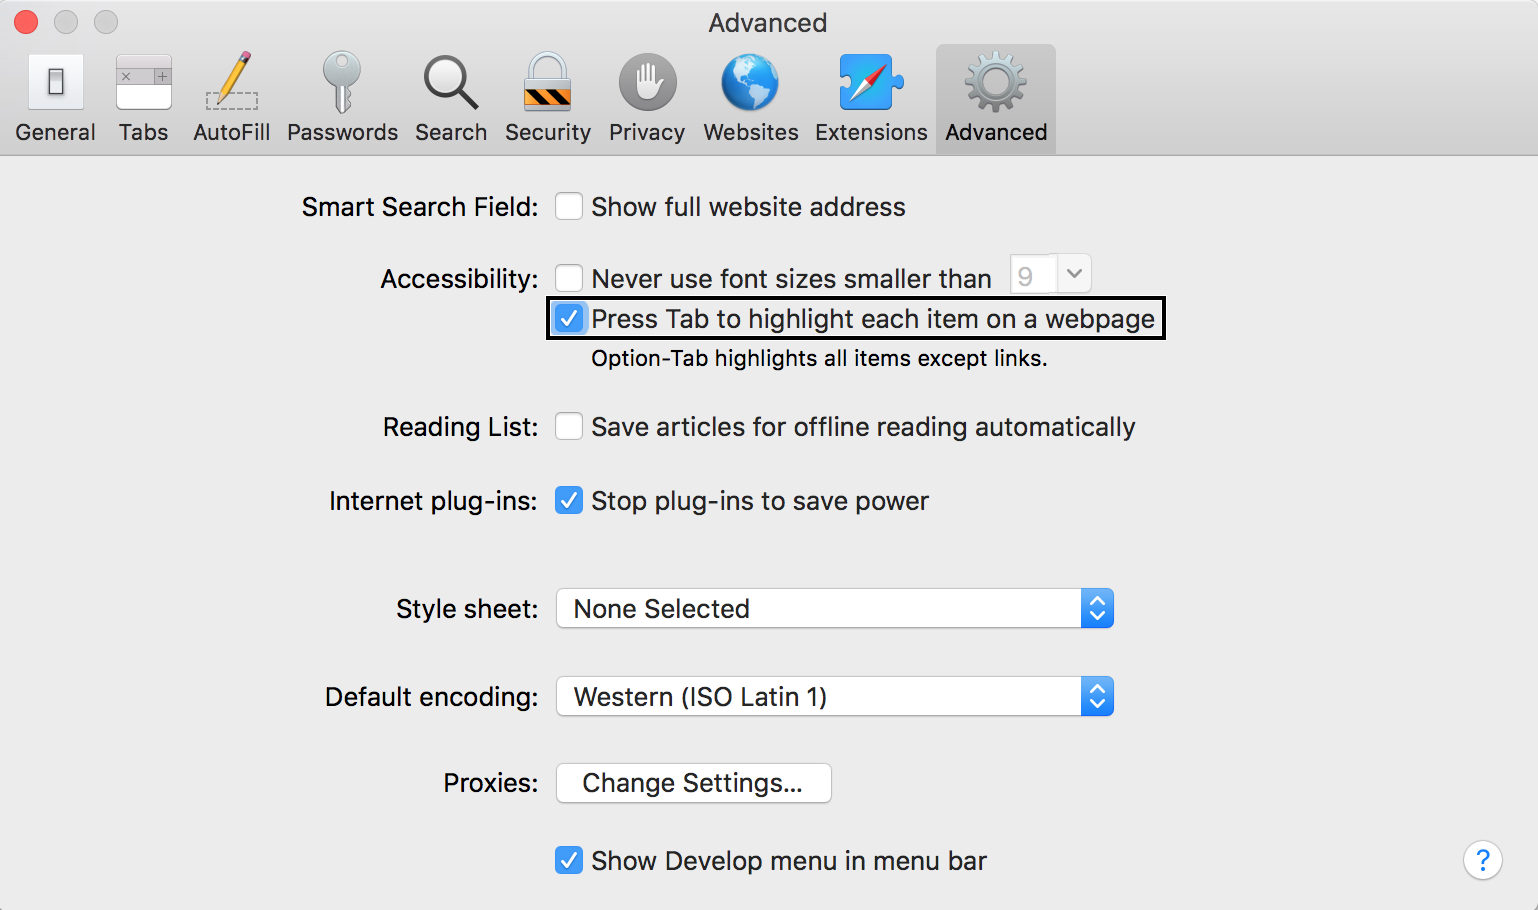 Advanced
General Tabs AutoFill Passwords Search Security Privacy Websites Extensions Advanced
Smart Search Field: Show full website address
Accessibility: Never use font sizes smaller than 9
Press Tab to highlight each item on a webpage
Option-Tab highlights all items except links.
Reading List: Save articles for offline reading automatically
Internet plug-ins: Stop plug-ins to save power
Style sheet: None Selected
Default encoding: Western (ISO Latin 1)
Proxies: Change Settings...
Show Develop menu in menu bar
?